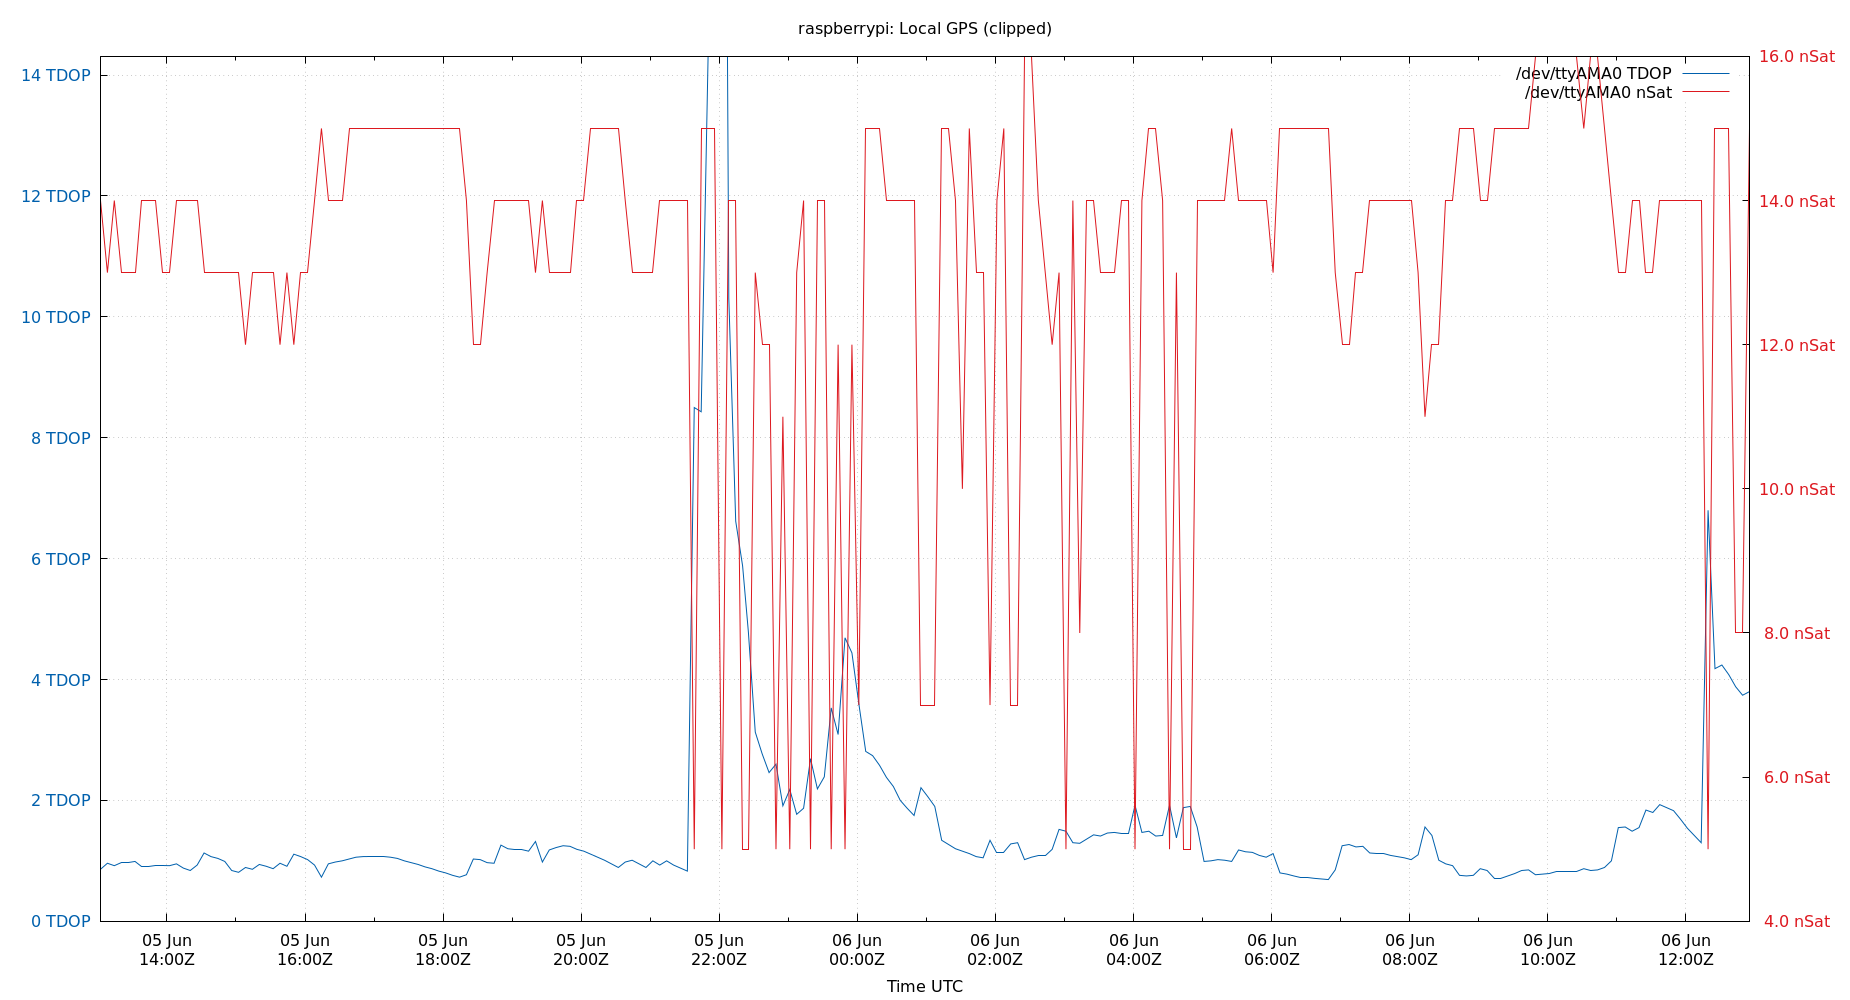 raspberrypi: Local GPS (clipped)
14 TDOP
12 TDOP
10 TDOP
8 TDOP
6 TDOP
4 TDOP
2 TDOP
0 TDOP
16.0 nSat
14.0 nSat
12.0 nSat
10.0 nSat
8.0 nSat
6.0 nSat
4.0 nSat
/dev/ttyAMA0 TDOP
/dev/ttyAMA0 nSat
05 Jun
14:00Z
05 Jun
16:00Z
05 Jun
18:00Z
05 Jun
20:00Z
05 Jun
22:00Z
06 Jun
00:00Z
06 Jun
02:00Z
06 Jun
04:00Z
06 Jun
06:00Z
06 Jun
08:00Z
06 Jun
10:00Z
06 Jun
12:00Z
Time UTC